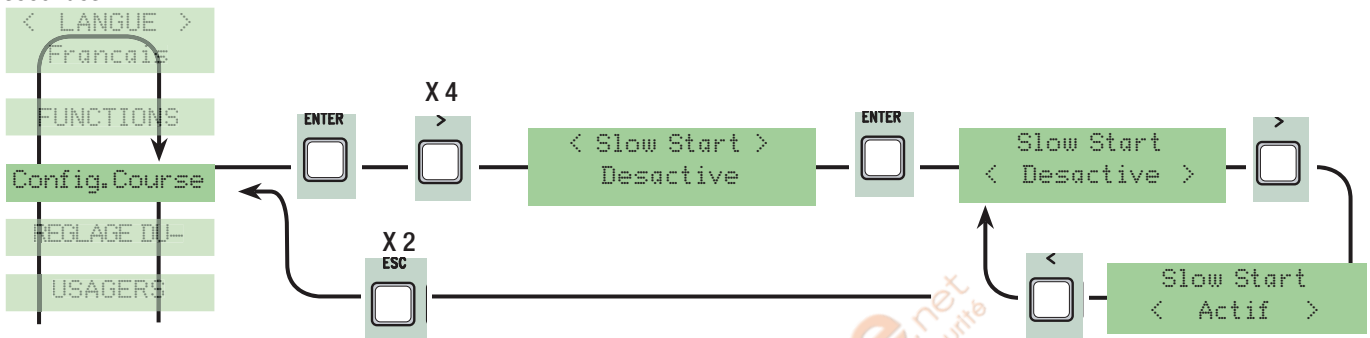 < LANGUE >
Francais
FUNCTIONS
Config.Course
REGLAGE DU-
USAGERS
ENTER
X 4
>
< Slow Start >
Desactive
ENTER
Slow Start
< Desactive >
>
X 2
ESC
<
Slow Start
< Actif >